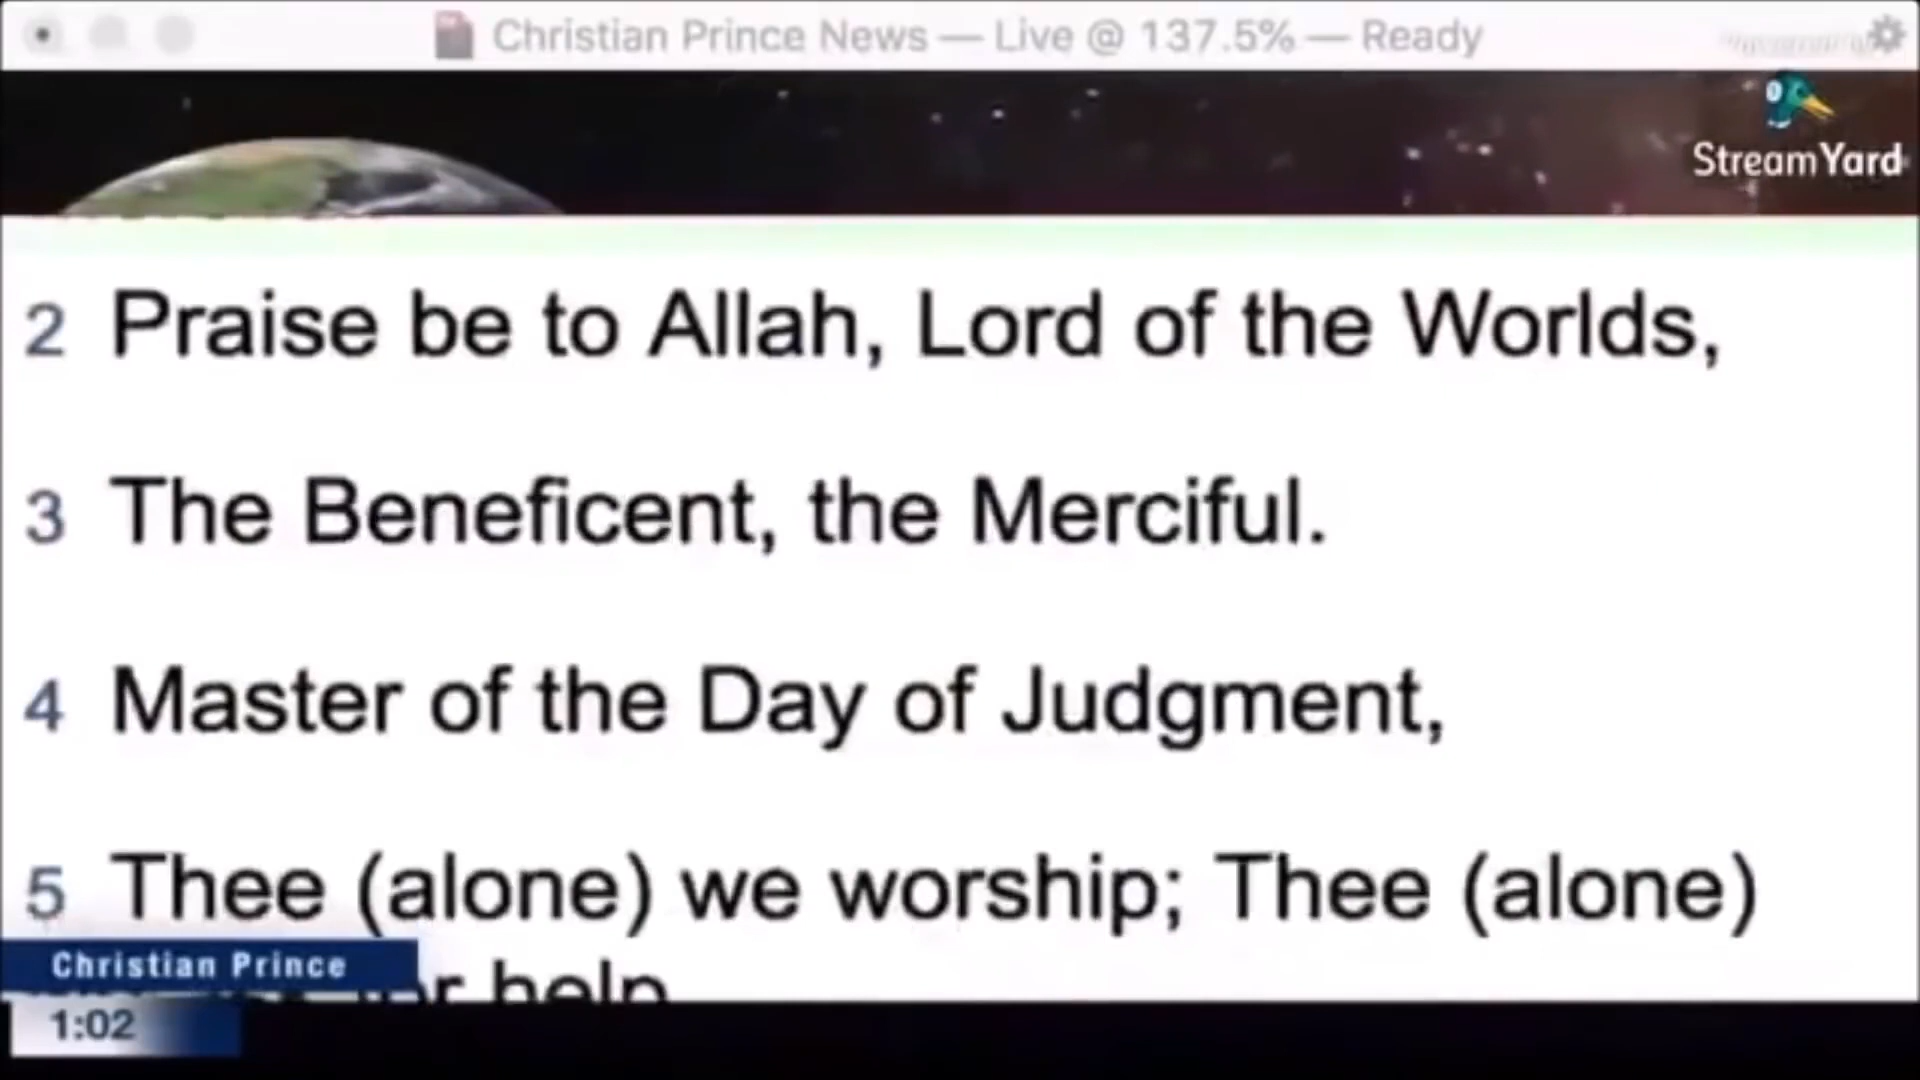 Christian Prince News — Live @ 137.5% — Ready
StreamYard
2 Praise be to Allah, Lord of the Worlds,
3 The Beneficent, the Merciful.
4 Master of the Day of Judgment,
5 Thee (alone) we worship; Thee (alone)
help
Christian Prince
1:02